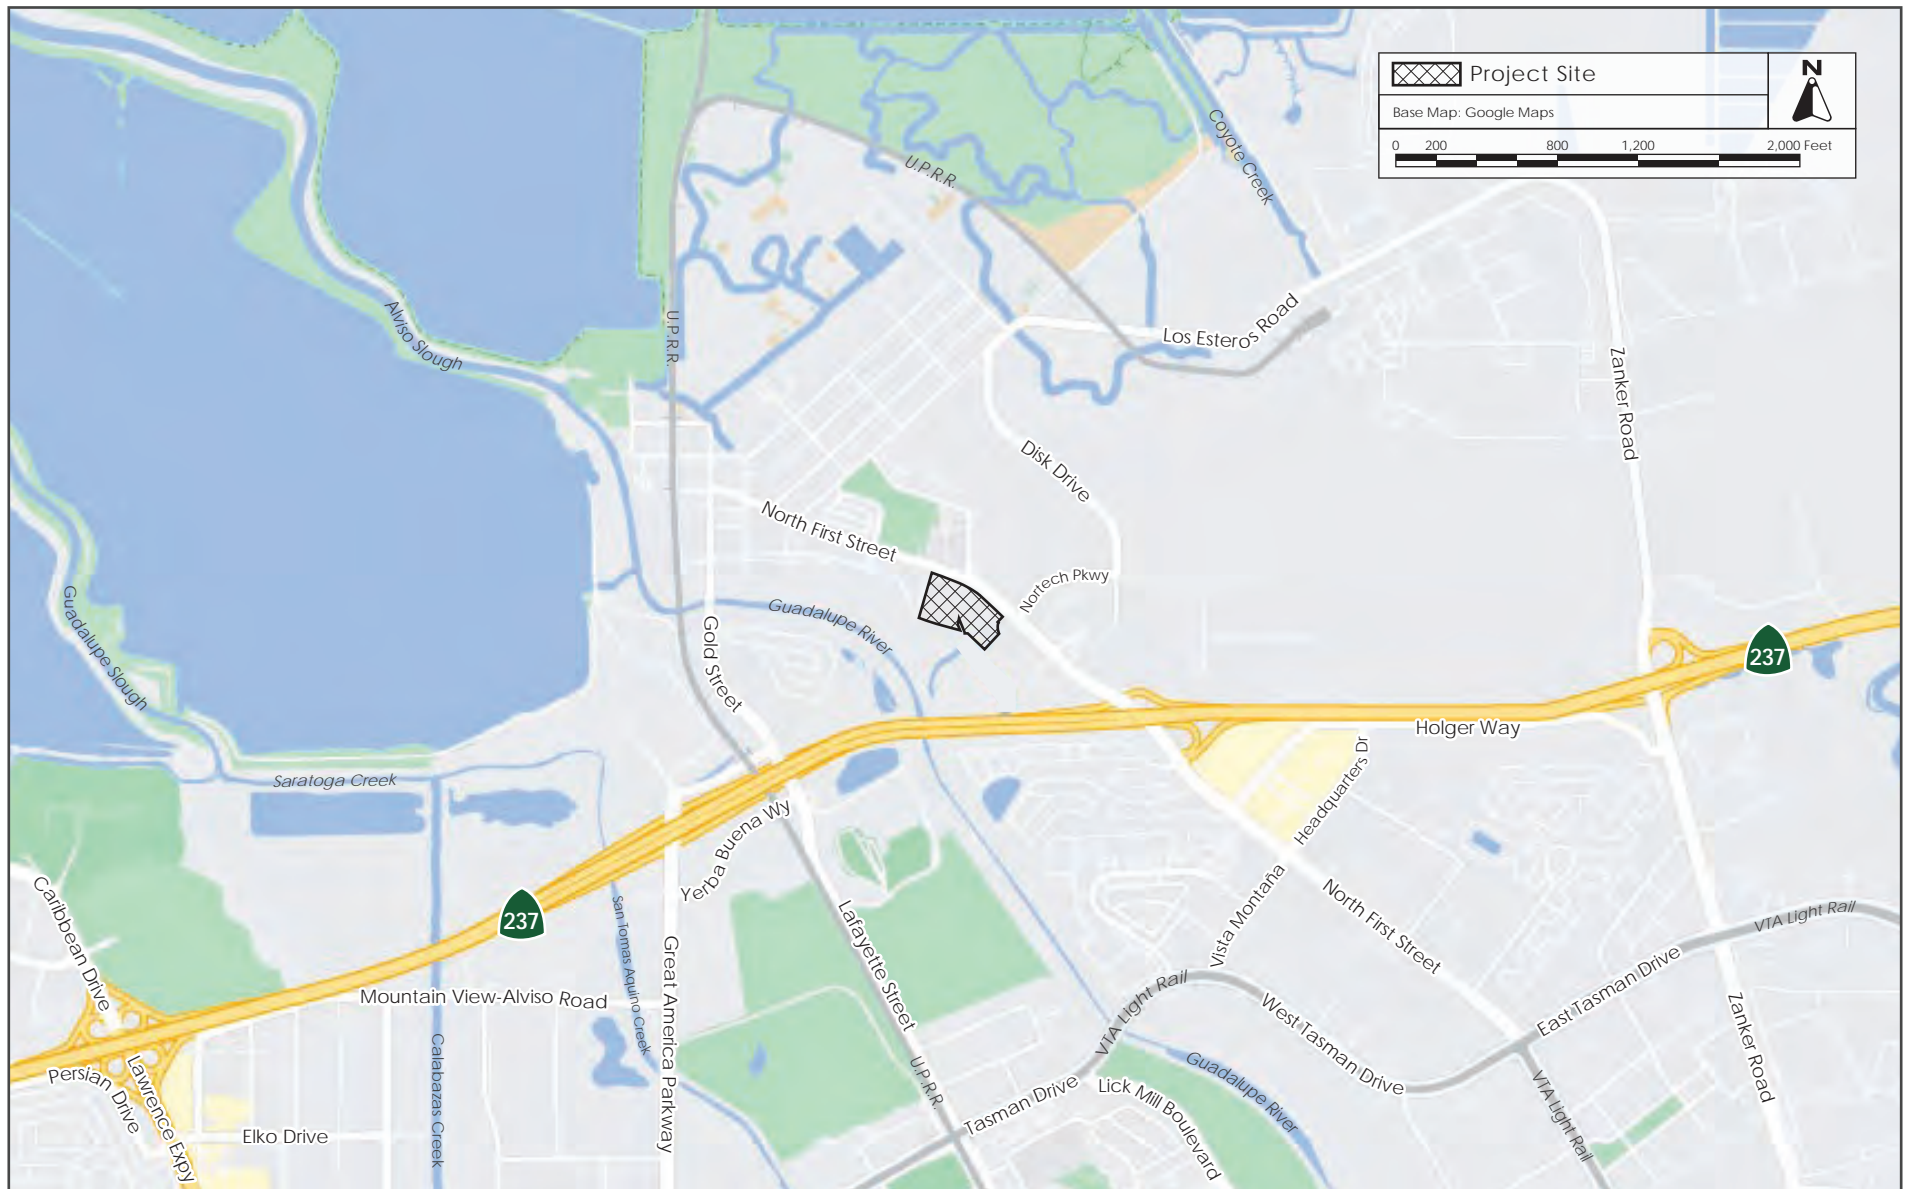 Project Site
N
Base Map: Google Maps
0 200 800 1,200 2,000 Feet
Coyote Creek
U.P.R.R.
U.P.R.R.
Alviso Slough
Los Esteros Road
Zanker Road
Disk Drive
North First Street
Nortech Pkwy
Guadalupe River
Guadalupe Slough
Gold Street
237
Holger Way
Headquarters Dr
Saratoga Creek
Yerba Buena Wy
237
Caribbean Drive
San Tomas Aquino Creek
Lafayette Street
Vista Montaña
North First Street
VTA Light Rail
East Tasman Drive
Great America Parkway
Mountain View-Alviso Road
VTA Light Rail
West Tasman Drive
Zanker Road
Calabazas Creek
Lawrence Expy
Persian Drive
U.P.R.R.
Tasman Drive
Lick Mill Boulevard
Guadalupe River
VTA Light Rail
Elko Drive